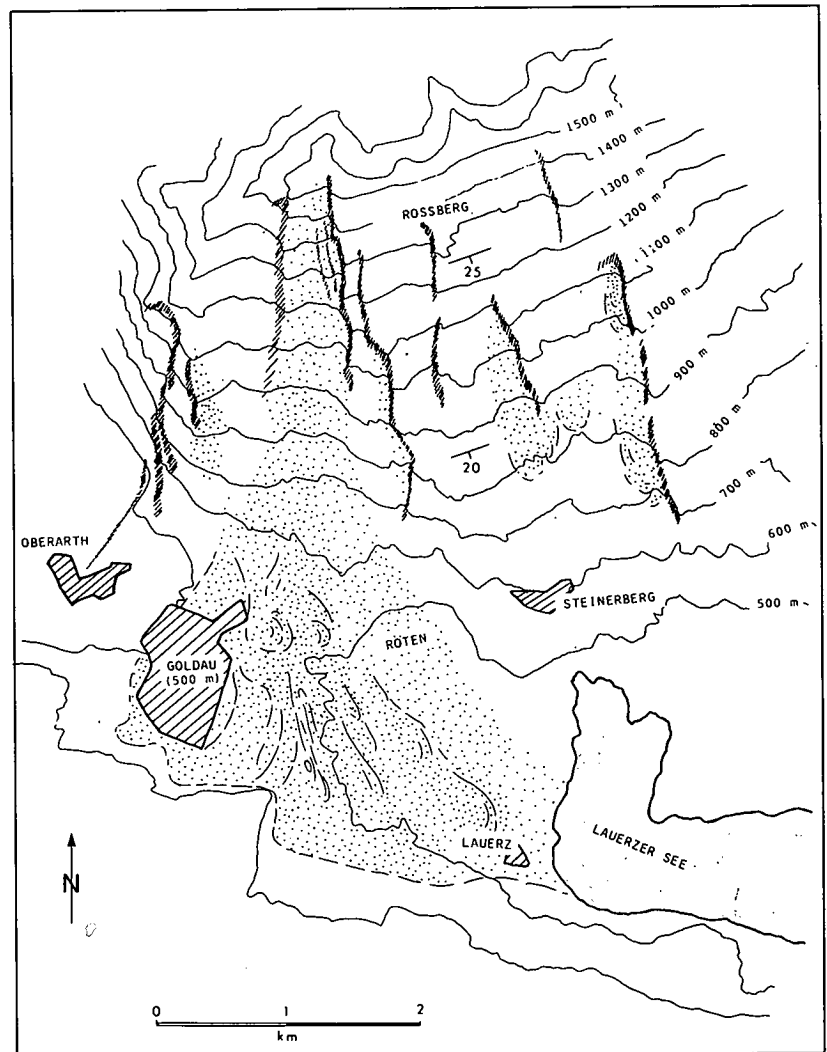 1500 m
1400 m
1300 m
ROSSBERG
1200 m
1100 m
25
1000 m
900 m
800 m
20
700 m
600 m
OBERARTH
STEINERBERG
500 m
RÖTEN
GOLDAU
(500 m)
LAUERZ
LAUERZER SEE
N
0 1 2
km